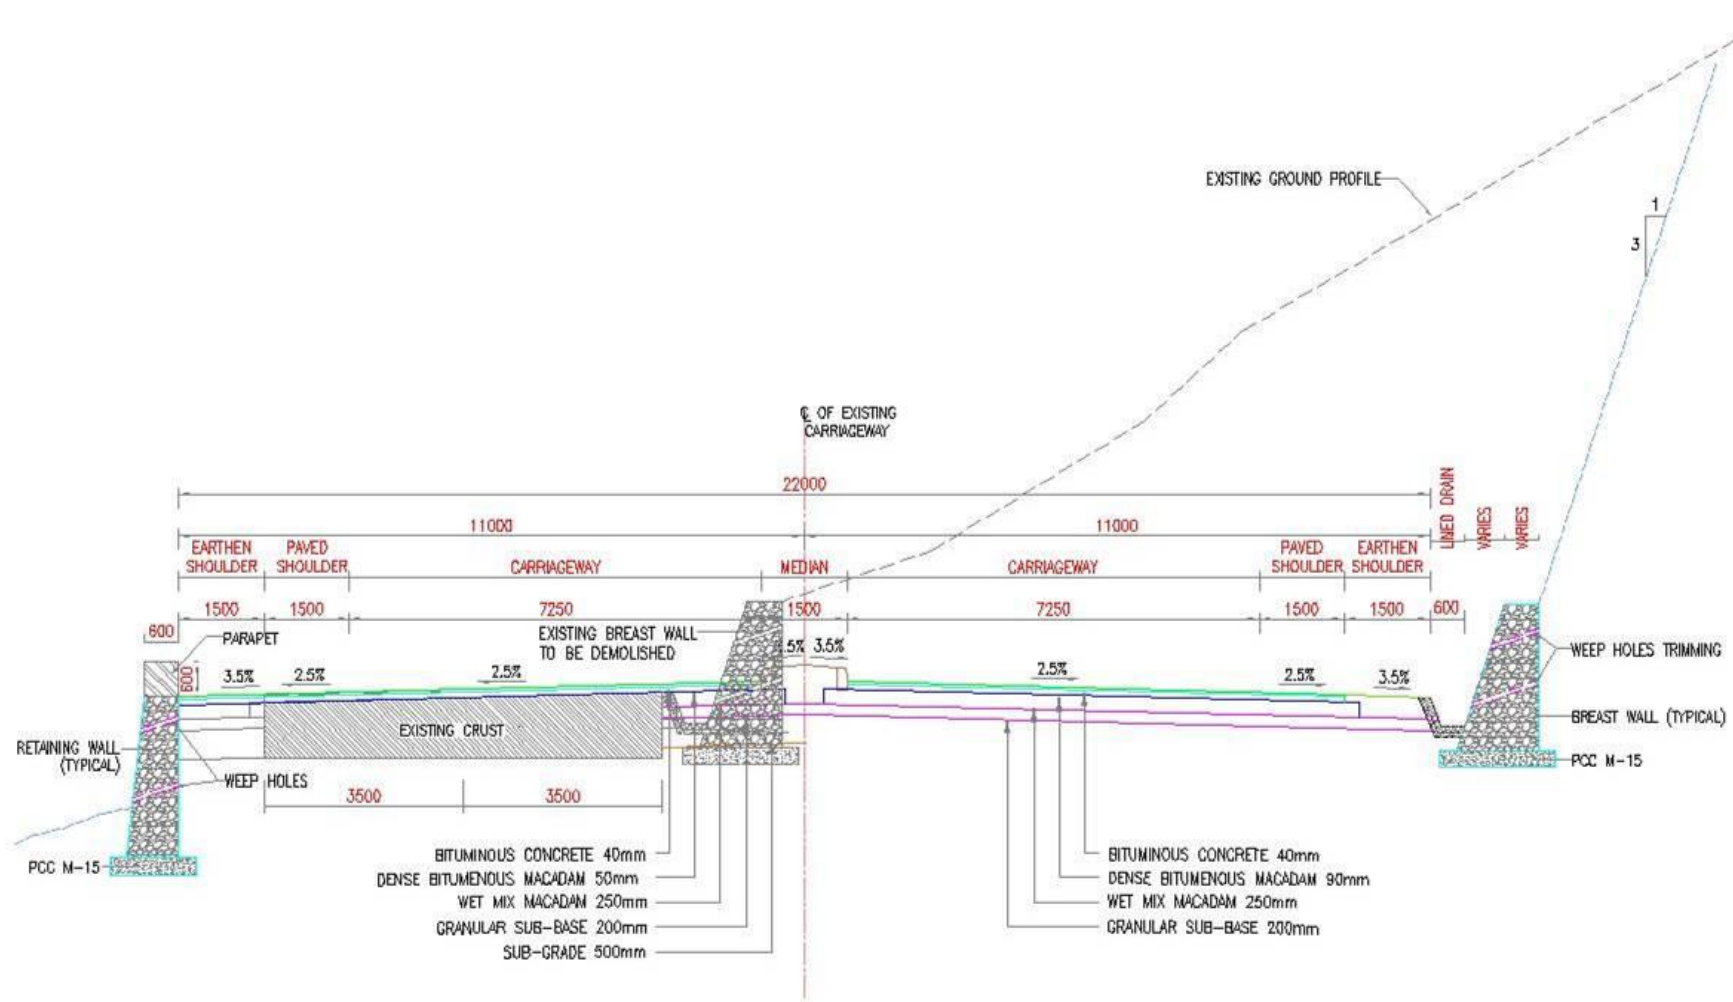 EXISTING GROUND PROFILE
1
3
℄ OF EXISTING
CARRIAGEWAY
22000
11000
11000
LINED DRAIN
VARIES
VARIES
EARTHEN
SHOULDER
PAVED
SHOULDER
CARRIAGEWAY
MEDIAN
CARRIAGEWAY
PAVED
SHOULDER
EARTHEN
SHOULDER
1500
1500
7250
1500
7250
1500
1500
600
600
PARAPET
600
EXISTING BREAST WALL
TO BE DEMOLISHED
.5%
3.5%
WEEP HOLES TRIMMING
3.5%
2.5%
2.5%
2.5%
2.5%
3.5%
EXISTING CRUST
BREAST WALL (TYPICAL)
RETAINING WALL
(TYPICAL)
WEEP HOLES
PCC M-15
3500
3500
PCC M-15
BITUMINOUS CONCRETE 40mm
DENSE BITUMENOUS MACADAM 50mm
WET MIX MACADAM 250mm
GRANULAR SUB-BASE 200mm
SUB-GRADE 500mm
BITUMINOUS CONCRETE 40mm
DENSE BITUMENOUS MACADAM 90mm
WET MIX MACADAM 250mm
GRANULAR SUB-BASE 200mm